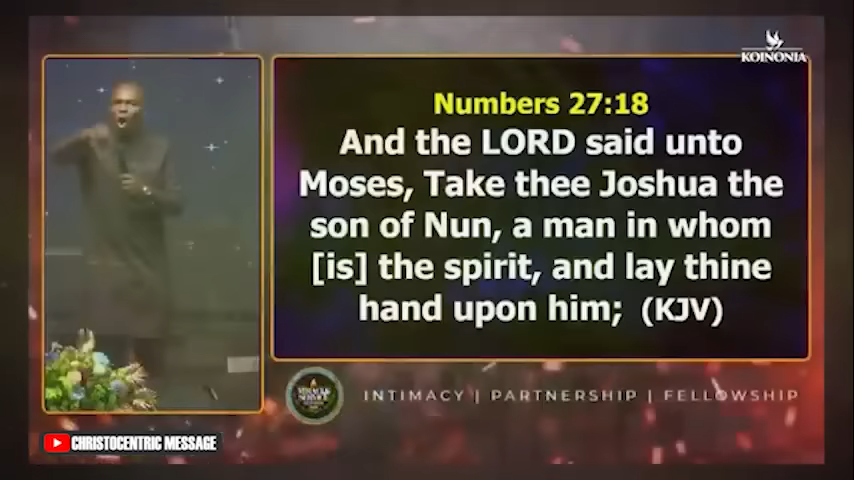 KOINONIA
Numbers 27:18
And the LORD said unto
Moses, Take thee Joshua the
son of Nun, a man in whom
[is] the spirit, and lay thine
hand upon him; (KJV)
INTIMACY | PARTNERSHIP | FELLOWSHIP
CHRISTOCENTRIC MESSAGE